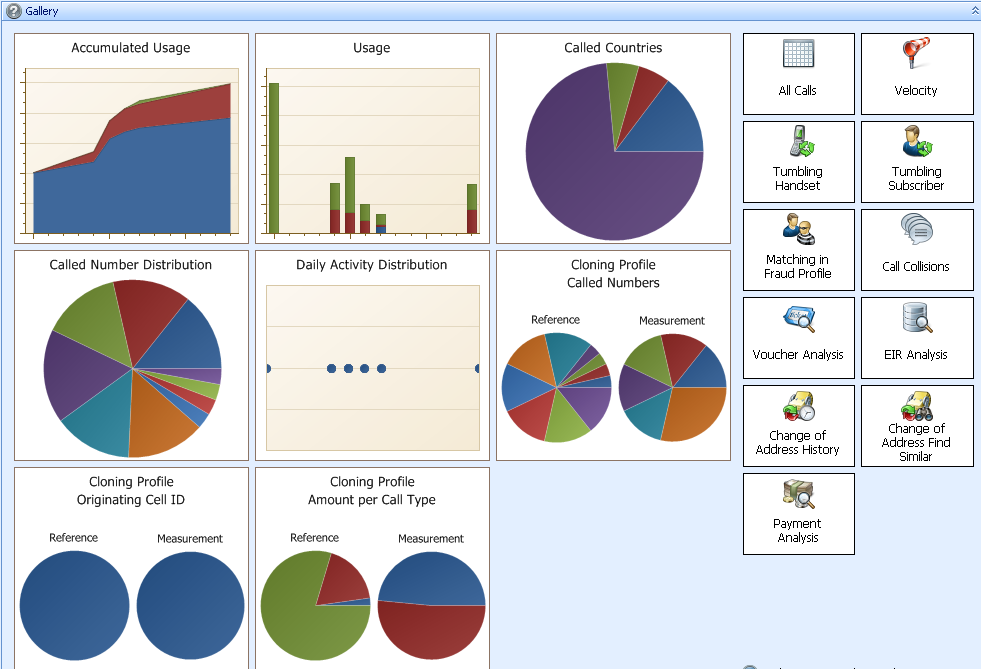 Gallery
Accumulated Usage
Usage
Called Countries
Called Number Distribution
Daily Activity Distribution
Cloning Profile
Called Numbers
Reference
Measurement
Cloning Profile
Originating Cell ID
Reference
Measurement
Cloning Profile
Amount per Call Type
Reference
Measurement
All Calls
Velocity
Tumbling
Handset
Tumbling
Subscriber
Matching in
Fraud Profile
Call Collisions
Voucher Analysis
EIR Analysis
Change of
Address History
Change of
Address Find
Similar
Payment
Analysis